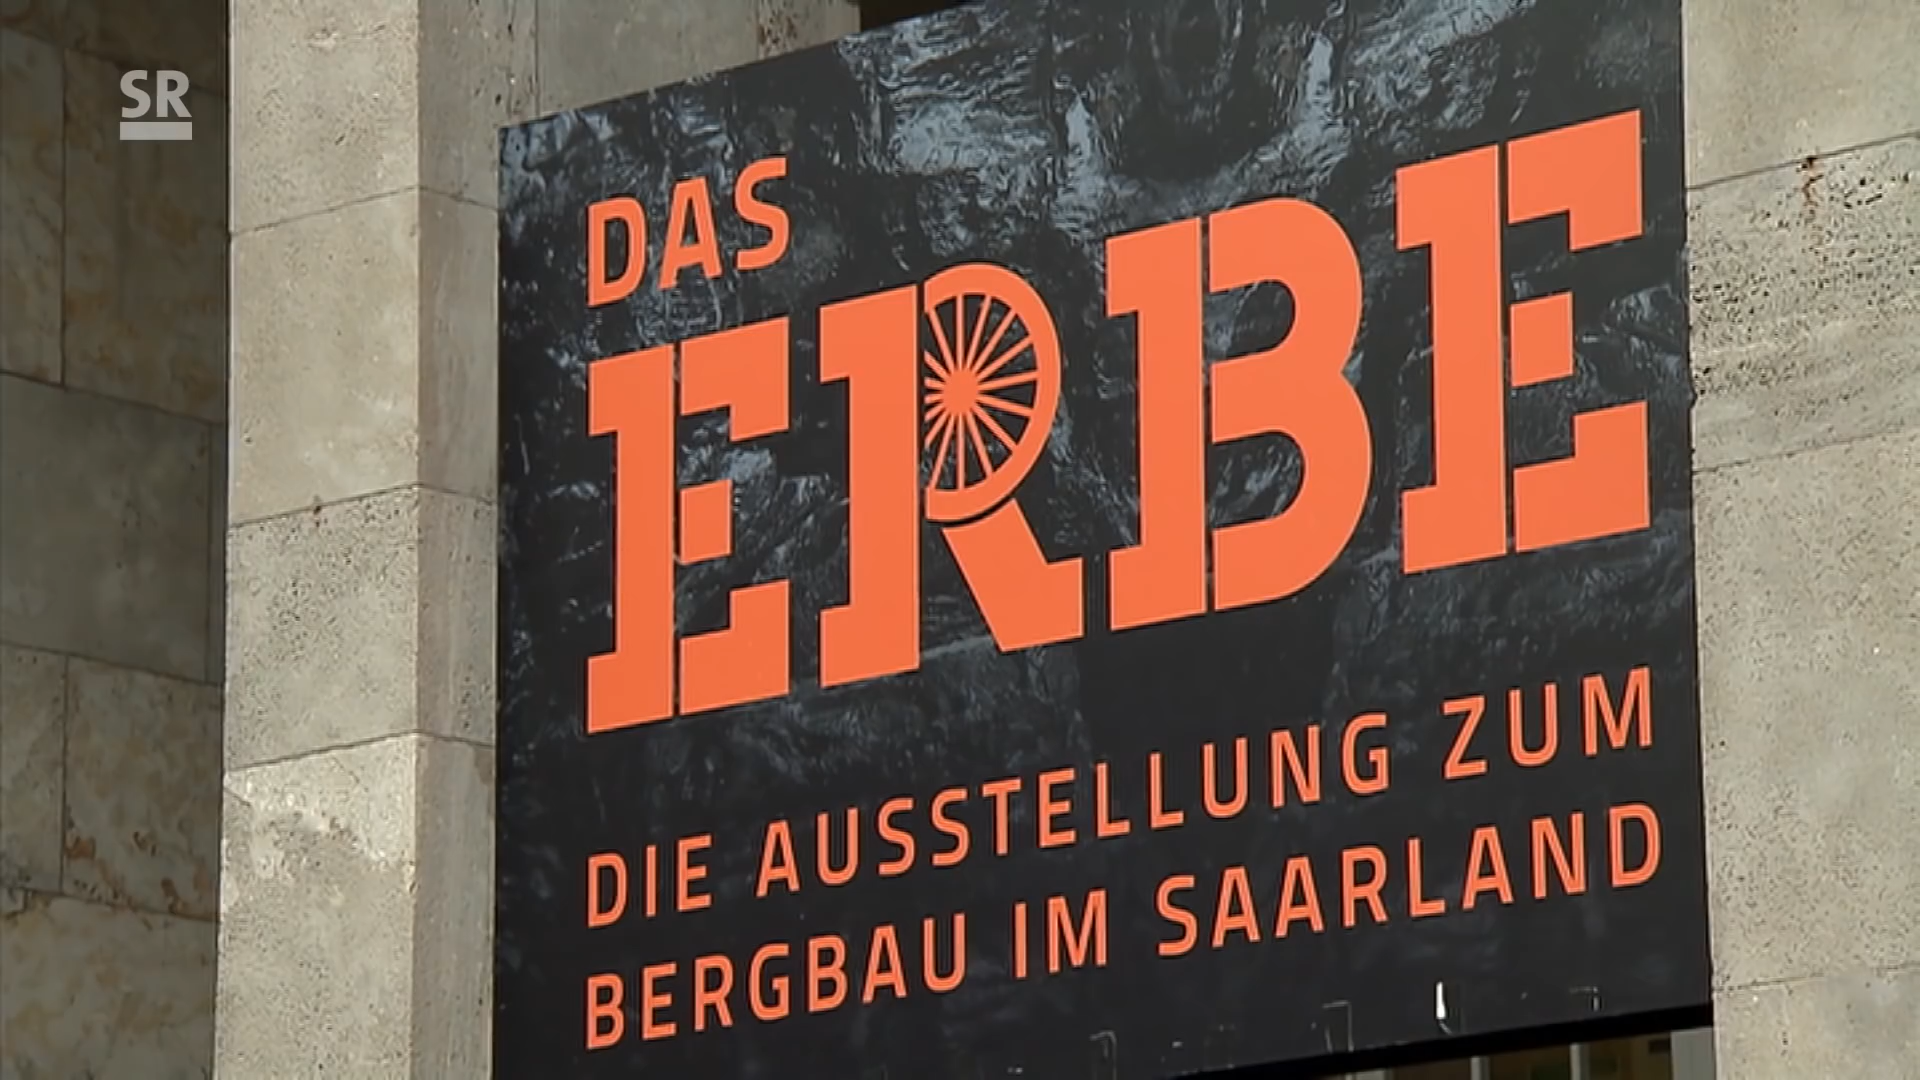 SR
DAS
ERBE
DIE AUSSTELLUNG ZUM
BERGBAU IM SAARLAND